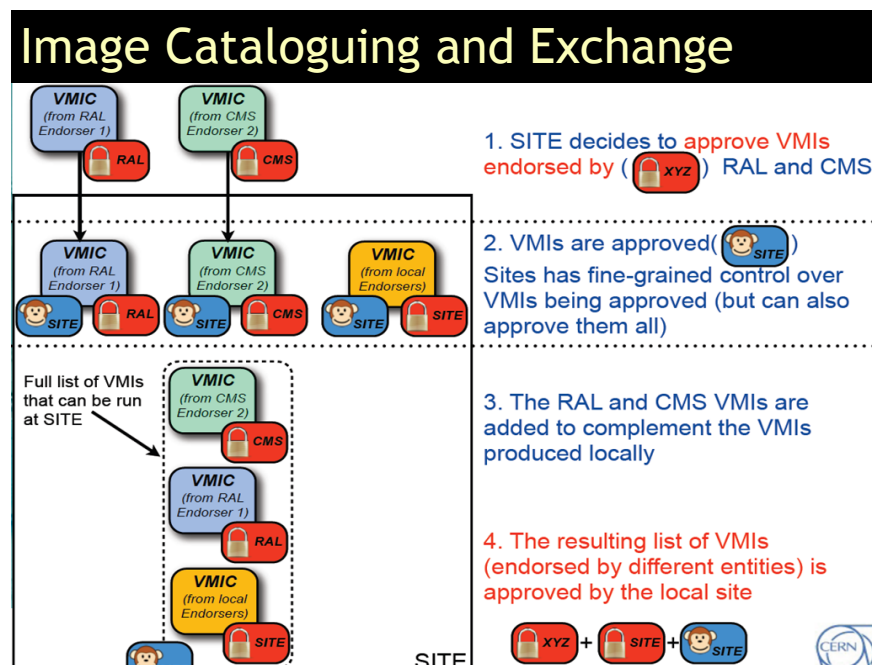 Image Cataloguing and Exchange
VMIC
(from RAL
Endorser 1)
RAL
VMIC
(from CMS
Endorser 2)
CMS
1. SITE decides to approve VMIs
endorsed by ( XYZ ) RAL and CMS
VMIC
(from RAL
Endorser 1)
SITE
RAL
VMIC
(from CMS
Endorser 2)
SITE
CMS
VMIC
(from local
Endorsers)
SITE
SITE
2. VMIs are approved( SITE )
Sites has fine-grained control over
VMIs being approved (but can also
approve them all)
Full list of VMIs
that can be run
at SITE
VMIC
(from CMS
Endorser 2)
CMS
VMIC
(from RAL
Endorser 1)
RAL
VMIC
(from local
Endorsers)
SITE
SITE
3. The RAL and CMS VMIs are
added to complement the VMIs
produced locally
4. The resulting list of VMIs
(endorsed by different entities) is
approved by the local site
XYZ + SITE + SITE
CERN